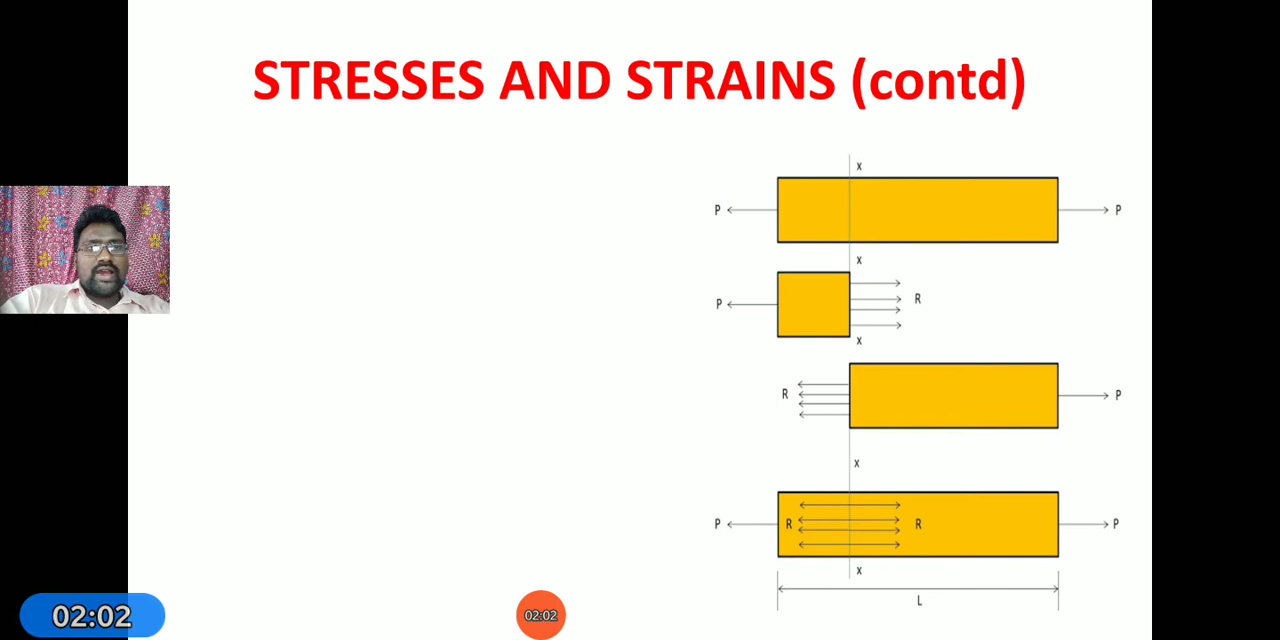 STRESSES AND STRAINS (contd)
x
P P
x
P R
x
R P
x
P R R P
x
L
02:02 02:02